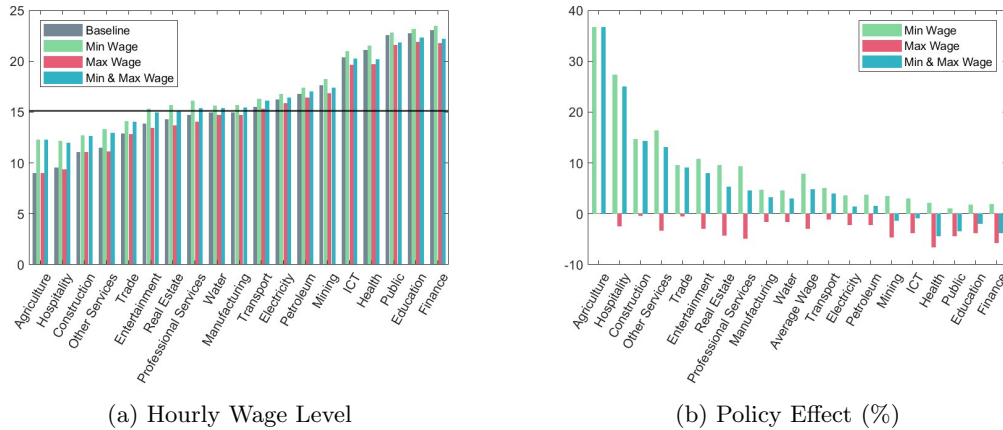 25
20
15
10
5
0
Baseline
Min Wage
Max Wage
Min & Max Wage
Agriculture
Hospitality
Construction
Other Services
Trade
Entertainment
Real Estate
Professional Services
Water
Manufacturing
Transport
Electricity
Petroleum
Mining
ICT
Health
Public
Education
Finance
(a) Hourly Wage Level
40
30
20
10
0
-10
Min Wage
Max Wage
Min & Max Wage
Agriculture
Hospitality
Construction
Other Services
Trade
Entertainment
Real Estate
Professional Services
Manufacturing
Water
Average Wage
Transport
Electricity
Petroleum
Mining
ICT
Health
Public
Education
Finance
(b) Policy Effect (%)